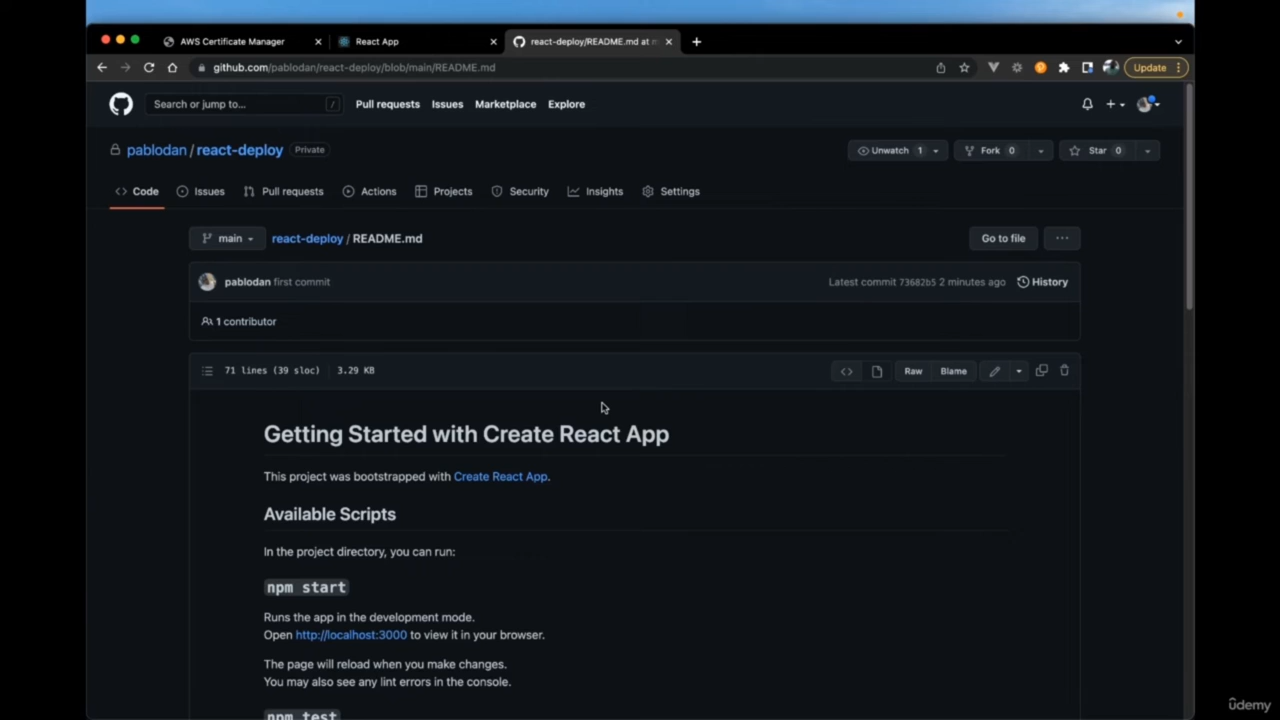 AWS Certificate Manager
React App
react-deploy/README.md at m
github.com/pablodan/react-deploy/blob/main/README.md
Update
Search or jump to...
/
Pull requests
Issues
Marketplace
Explore
pablodan / react-deploy
Private
Unwatch 1
Fork 0
Star 0
Code
Issues
Pull requests
Actions
Projects
Security
Insights
Settings
main
react-deploy / README.md
Go to file
pablodan first commit
Latest commit 73682b5 2 minutes ago
History
1 contributor
71 lines (39 sloc)
3.29 KB
Raw
Blame
Getting Started with Create React App
This project was bootstrapped with Create React App.
Available Scripts
In the project directory, you can run:
npm start
Runs the app in the development mode.
Open http://localhost:3000 to view it in your browser.
The page will reload when you make changes.
You may also see any lint errors in the console.
npm test
ûdemy